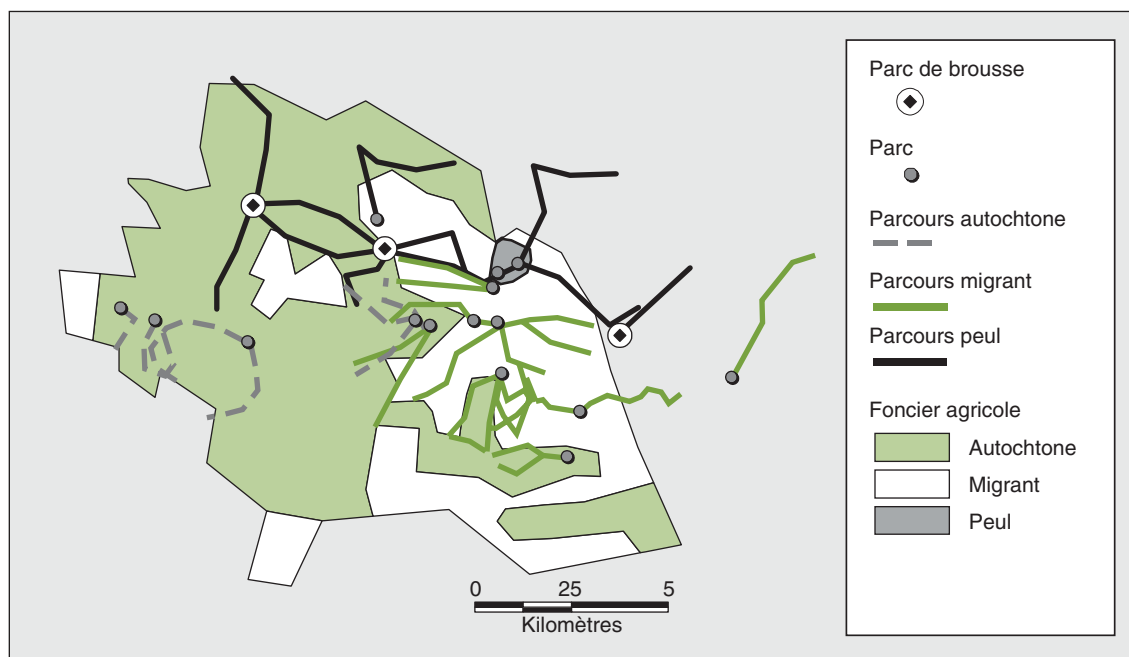 Parc de brousse
Parc
Parcours autochtone
Parcours migrant
Parcours peul
Foncier agricole
Autochtone
Migrant
Peul
0 25 5
Kilomètres